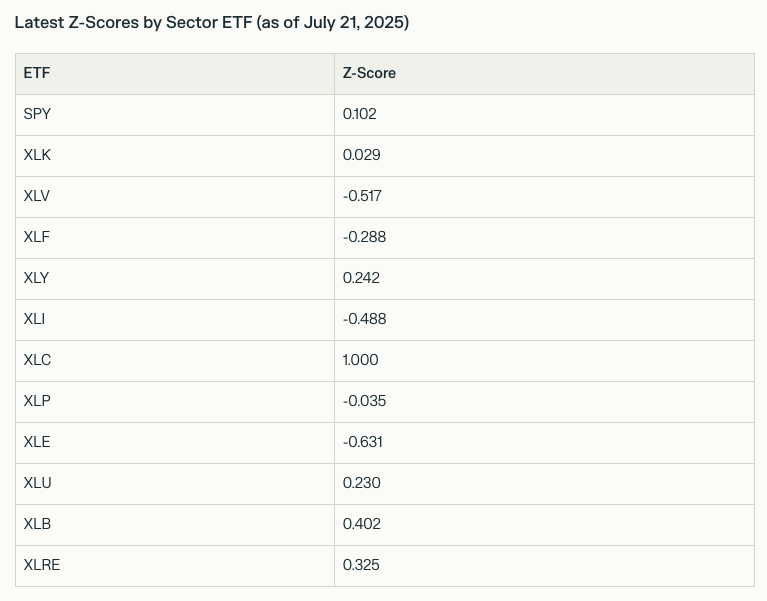 Latest Z-Scores by Sector ETF (as of July 21, 2025)
ETF Z-Score
SPY 0.102
XLK 0.029
XLV -0.517
XLF -0.288
XLY 0.242
XLI -0.488
XLC 1.000
XLP -0.035
XLE -0.631
XLU 0.230
XLB 0.402
XLRE 0.325